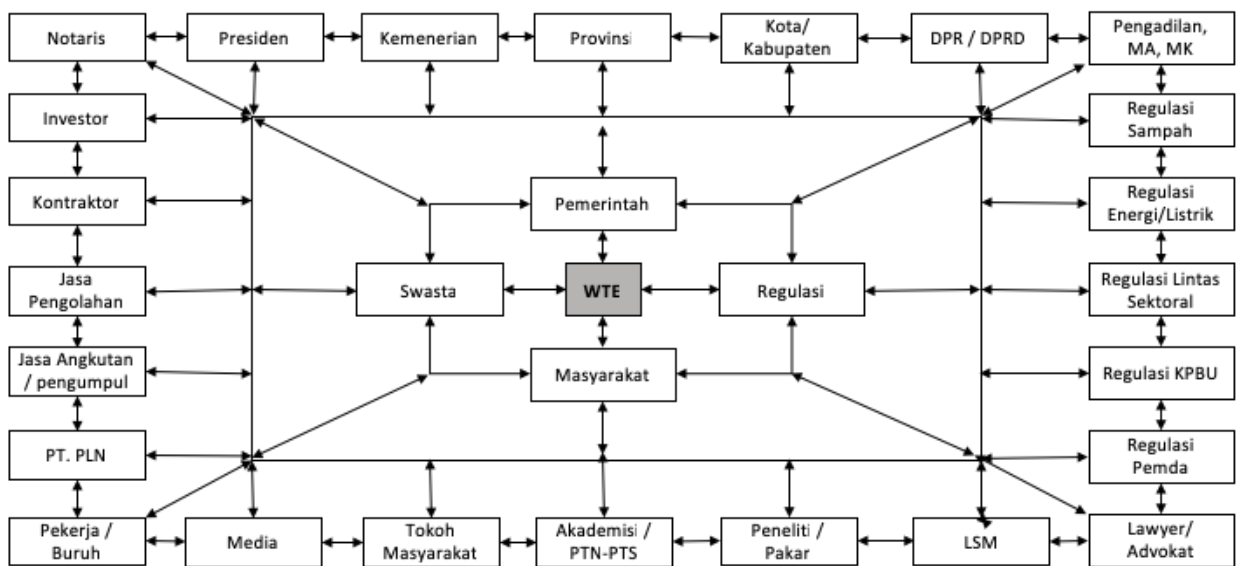 Notaris
Presiden
Kemenerian
Provinsi
Kota/
Kabupaten
DPR / DPRD
Pengadilan,
MA, MK
Investor
Regulasi
Sampah
Kontraktor
Pemerintah
Regulasi
Energi/Listrik
Jasa
Pengolahan
Swasta
WTE
Regulasi
Regulasi Lintas
Sektoral
Jasa Angkutan
/ pengumpul
Masyarakat
Regulasi KPBU
PT. PLN
Regulasi
Pemda
Pekerja /
Buruh
Media
Tokoh
Masyarakat
Akademisi /
PTN-PTS
Peneliti /
Pakar
LSM
Lawyer/
Advokat